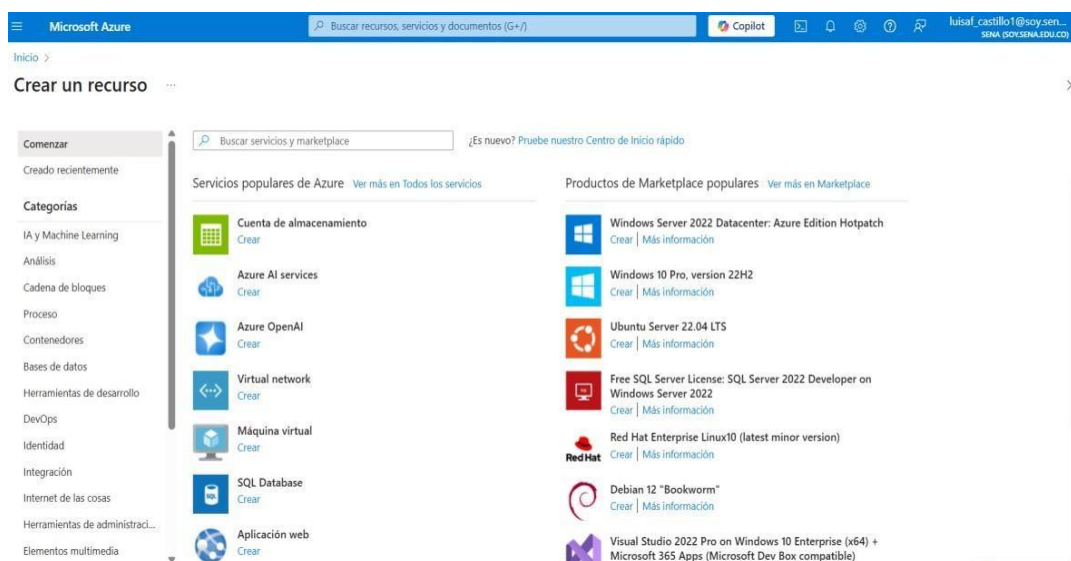 Microsoft Azure
Buscar recursos, servicios y documentos (G+/)
Copilot
luisaf_castillo1@soy.sen...
SENA (SOY.SENA.EDU.CO)
Inicio >
Crear un recurso ...
Comenzar
Creado recientemente
Categorías
IA y Machine Learning
Análisis
Cadena de bloques
Proceso
Contenedores
Bases de datos
Herramientas de desarrollo
DevOps
Identidad
Integración
Internet de las cosas
Herramientas de administraci...
Elementos multimedia
Buscar servicios y marketplace
¿Es nuevo? Pruebe nuestro Centro de Inicio rápido
Servicios populares de Azure Ver más en Todos los servicios
Cuenta de almacenamiento
Crear
Azure AI services
Crear
Azure OpenAI
Crear
Virtual network
Crear
Máquina virtual
Crear
SQL Database
Crear
Aplicación web
Crear
Productos de Marketplace populares Ver más en Marketplace
Windows Server 2022 Datacenter: Azure Edition Hotpatch
Crear | Más información
Windows 10 Pro, version 22H2
Crear | Más información
Ubuntu Server 22.04 LTS
Crear | Más información
Free SQL Server License: SQL Server 2022 Developer on
Windows Server 2022
Crear | Más información
Red Hat
Red Hat Enterprise Linux10 (latest minor version)
Crear | Más información
Debian 12 "Bookworm"
Crear | Más información
Visual Studio 2022 Pro on Windows 10 Enterprise (x64) +
Microsoft 365 Apps (Microsoft Dev Box compatible)